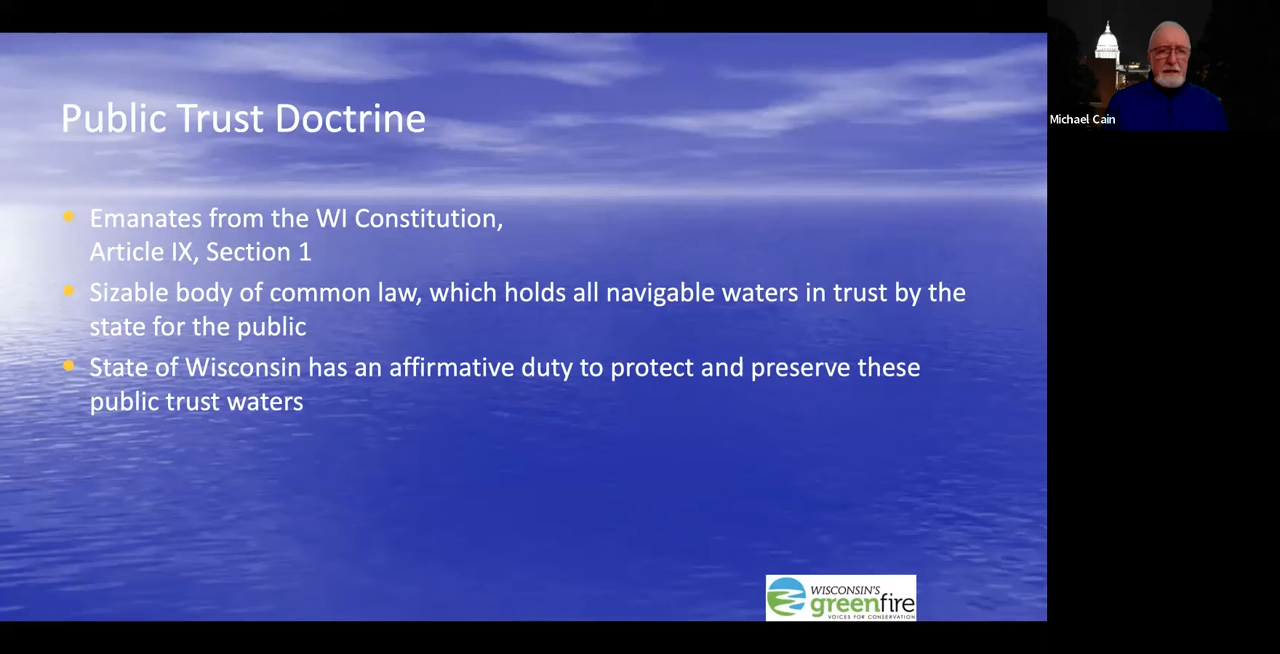 Public Trust Doctrine
Emanates from the WI Constitution,
Article IX, Section 1
Sizable body of common law, which holds all navigable waters in trust by the
state for the public
State of Wisconsin has an affirmative duty to protect and preserve these
public trust waters
WISCONSIN'S
greenfire
VOICES FOR CONSERVATION
Michael Cain